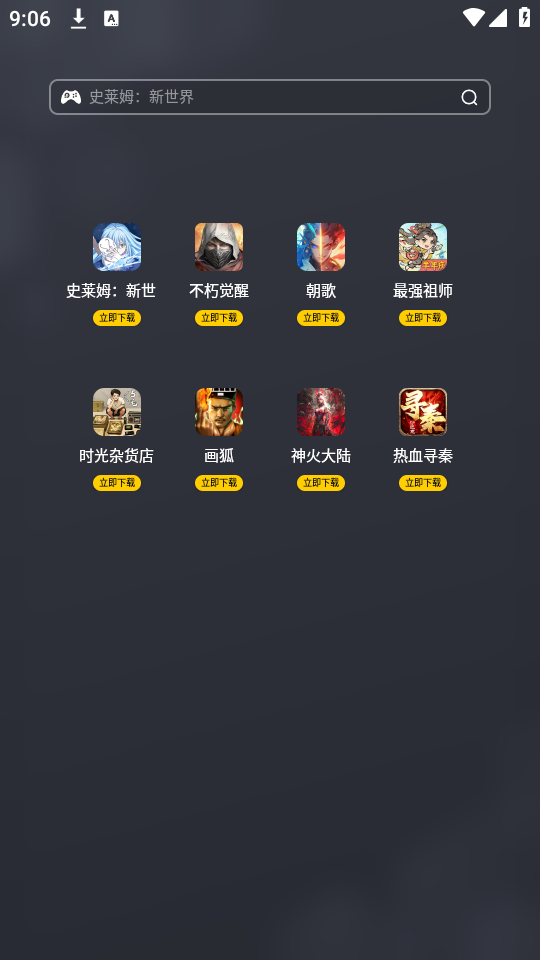 9:06
A
史莱姆：新世界
史莱姆：新世
不朽觉醒
朝歌
最强祖师
立即下载
立即下载
立即下载
立即下载
寻秦
时光杂货店
画狐
神火大陆
热血寻秦
立即下载
立即下载
立即下载
立即下载